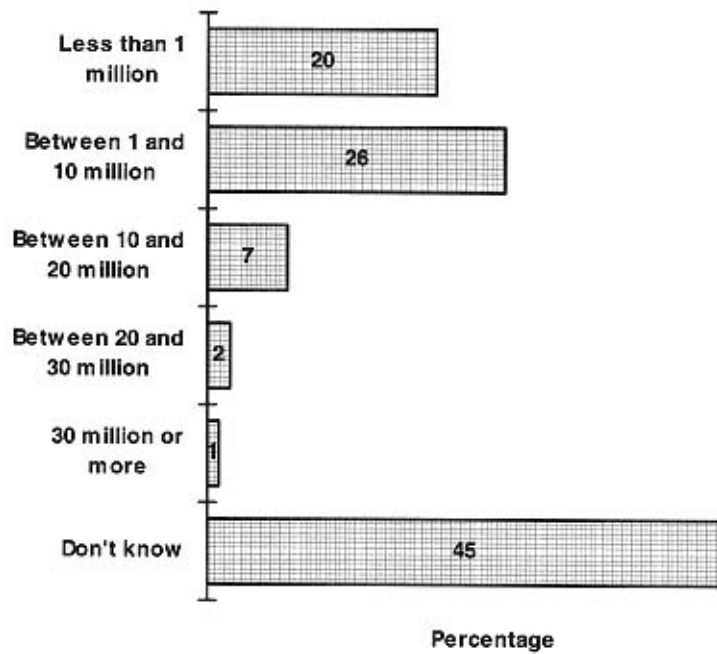 Less than 1
million
20
Between 1 and
10 million
26
Between 10 and
20 million
7
Between 20 and
30 million
2
30 million or
more
1
Don't know
45
Percentage